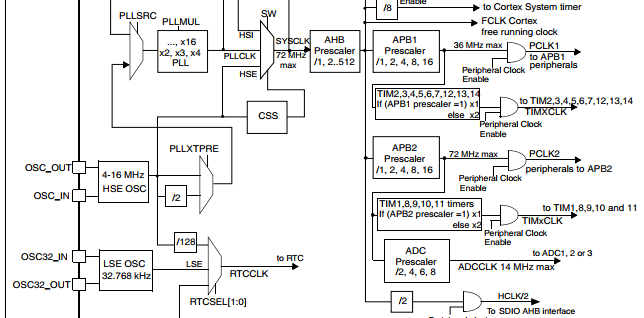 Enable
/8
to Cortex System timer
PLLSRC
SW
FCLK Cortex
free running clock
PLLMUL
HSI
..., x16
x2, x3, x4
PLL
SYSCLK
PLLCLK
72 MHz
max
AHB
Prescaler
/1, 2..512
APB1
Prescaler
/1, 2, 4, 8, 16
36 MHz max
PCLK1
to APB1
peripherals
HSE
Peripheral Clock
Enable
CSS
TIM2,3,4,5,6,7,12,13,14
If (APB1 prescaler =1) x1
else x2
to TIM2,3,4,5,6,7,12,13,14
TIMXCLK
Peripheral Clock
Enable
PLLXTPRE
OSC_OUT
OSC_IN
4-16 MHz
HSE OSC
/2
APB2
Prescaler
/1, 2, 4, 8, 16
72 MHz max
PCLK2
peripherals to APB2
Peripheral Clock
Enable
TIM1,8,9,10,11 timers
If (APB2 prescaler =1) x1
else x2
to TIM1,8,9,10 and 11
TIMxCLK
Peripheral Clock
Enable
/128
OSC32_IN
OSC32_OUT
LSE OSC
32.768 kHz
LSE
to RTC
RTCCLK
ADC
Prescaler
/2, 4, 6, 8
to ADC1, 2 or 3
ADCCLK 14 MHz max
RTCSEL[1:0]
/2
HCLK/2
To SDIO AHB interface